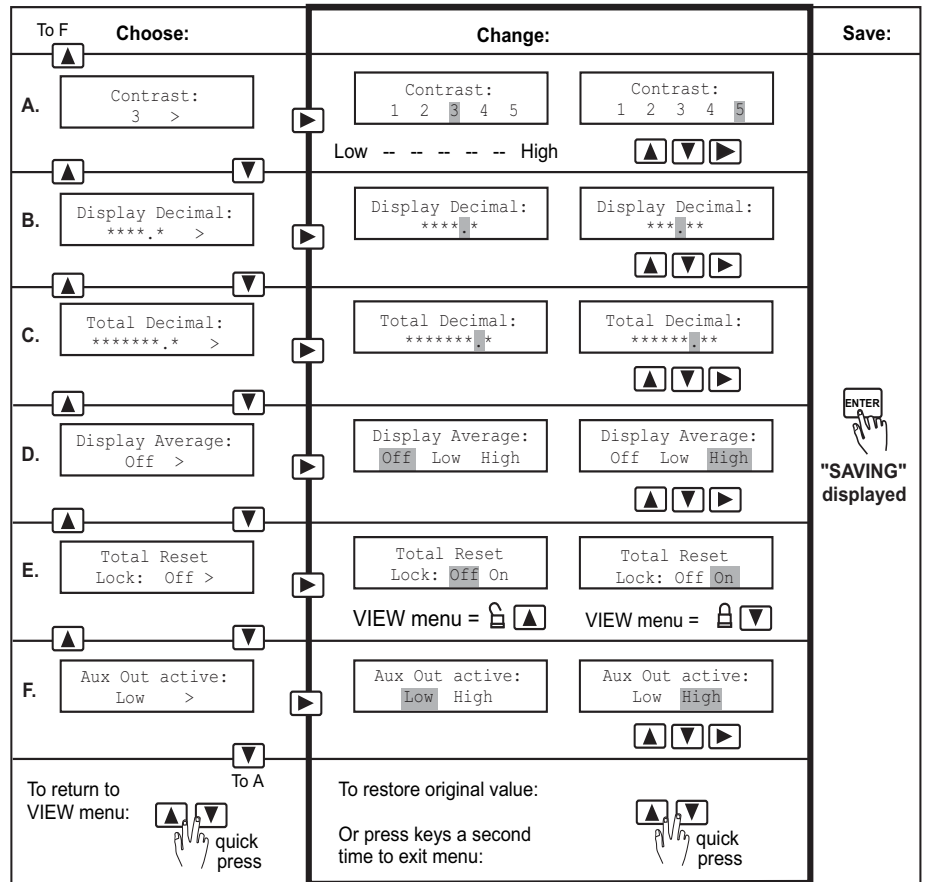 To F
Choose:
Change:
Save:
A.
Contrast:
3 >
Contrast:
1 2 3 4 5
Low -- -- -- -- -- High
Contrast:
1 2 3 4 5
B.
Display Decimal:
****.* >
Display Decimal:
****.*
Display Decimal:
***.**
C.
Total Decimal:
*******.* >
Total Decimal:
*******.*
Total Decimal:
******.**
D.
Display Average:
Off >
Display Average:
Off Low High
Display Average:
Off Low High
ENTER
"SAVING"
displayed
E.
Total Reset
Lock: Off >
Total Reset
Lock: Off On
VIEW menu =
Total Reset
Lock: Off On
VIEW menu =
F.
Aux Out active:
Low >
Aux Out active:
Low High
Aux Out active:
Low High
To A
To return to
VIEW menu:
quick
press
To restore original value:
Or press keys a second
time to exit menu:
quick
press